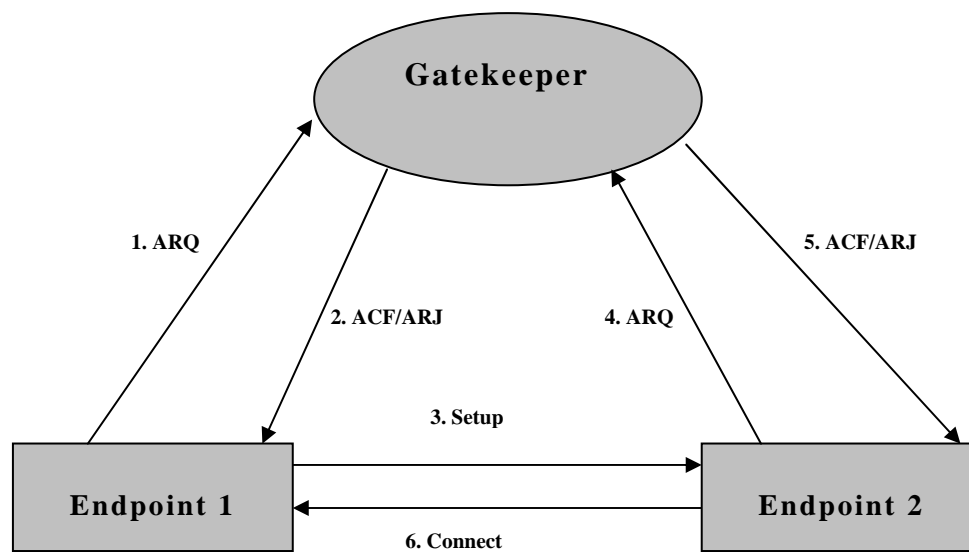 Gatekeeper
1. ARQ
5. ACF/ARJ
2. ACF/ARJ
4. ARQ
3. Setup
Endpoint 1
Endpoint 2
6. Connect